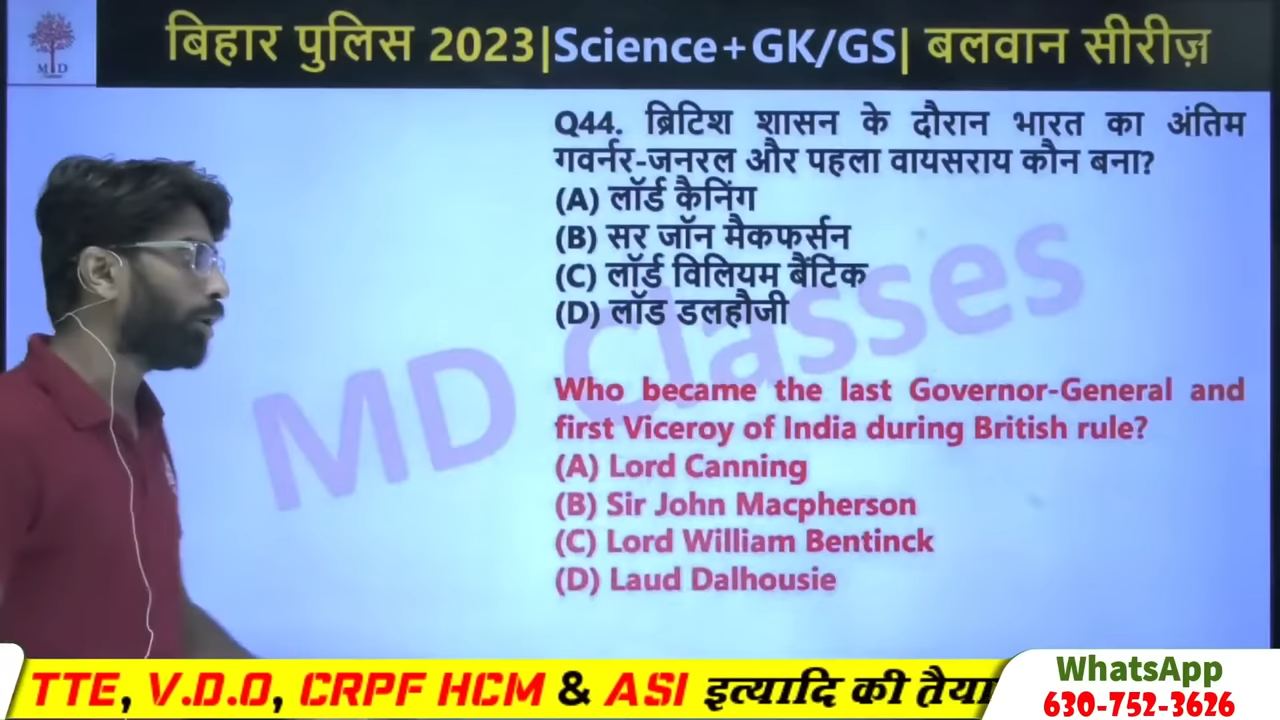 MD
बिहार पुलिस 2023|Science+GK/GS| बलवान सीरीज़
Q44. ब्रिटिश शासन के दौरान भारत का अंतिम
गवर्नर-जनरल और पहला वायसराय कौन बना?
(A) लॉर्ड कैनिंग
(B) सर जॉन मैकफर्सन
(C) लॉर्ड विलियम बैंटिंक
(D) लॉड डलहौजी
MD Classes
Who became the last Governor-General and
first Viceroy of India during British rule?
(A) Lord Canning
(B) Sir John Macpherson
(C) Lord William Bentinck
(D) Laud Dalhousie
TTE, V.D.O, CRPF HCM & ASI इत्यादि की तैया
WhatsApp
630-752-3626